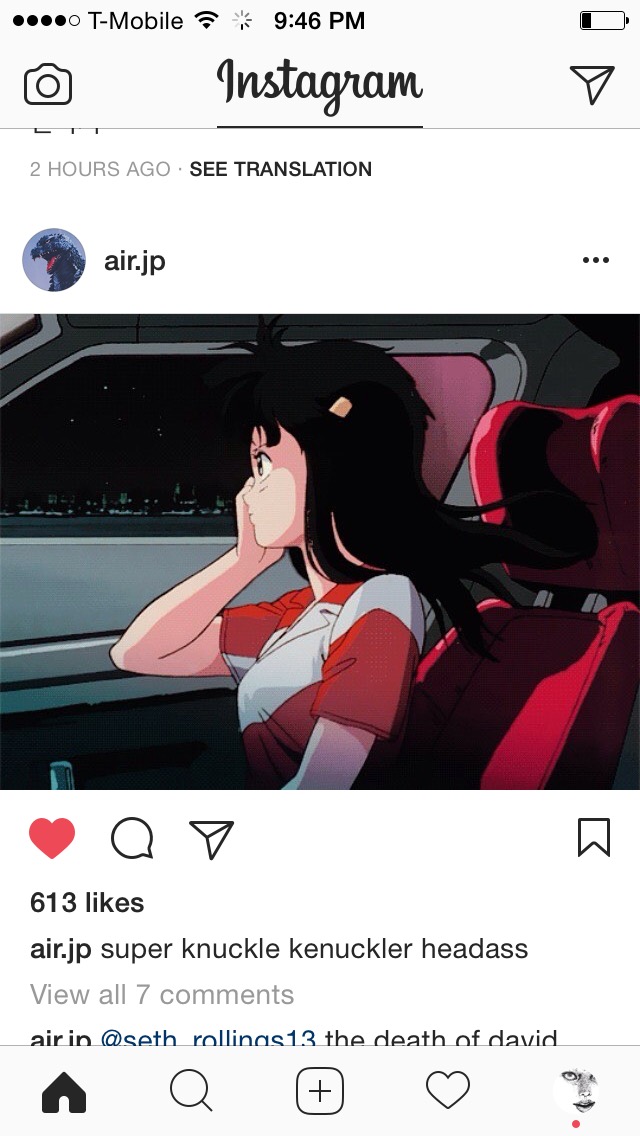 T-Mobile 9:46 PM
Instagram
2 HOURS AGO · SEE TRANSLATION
air.jp
613 likes
air.jp super knuckle kenuckler headass
View all 7 comments
air.jp @seth_rollings13 the death of david